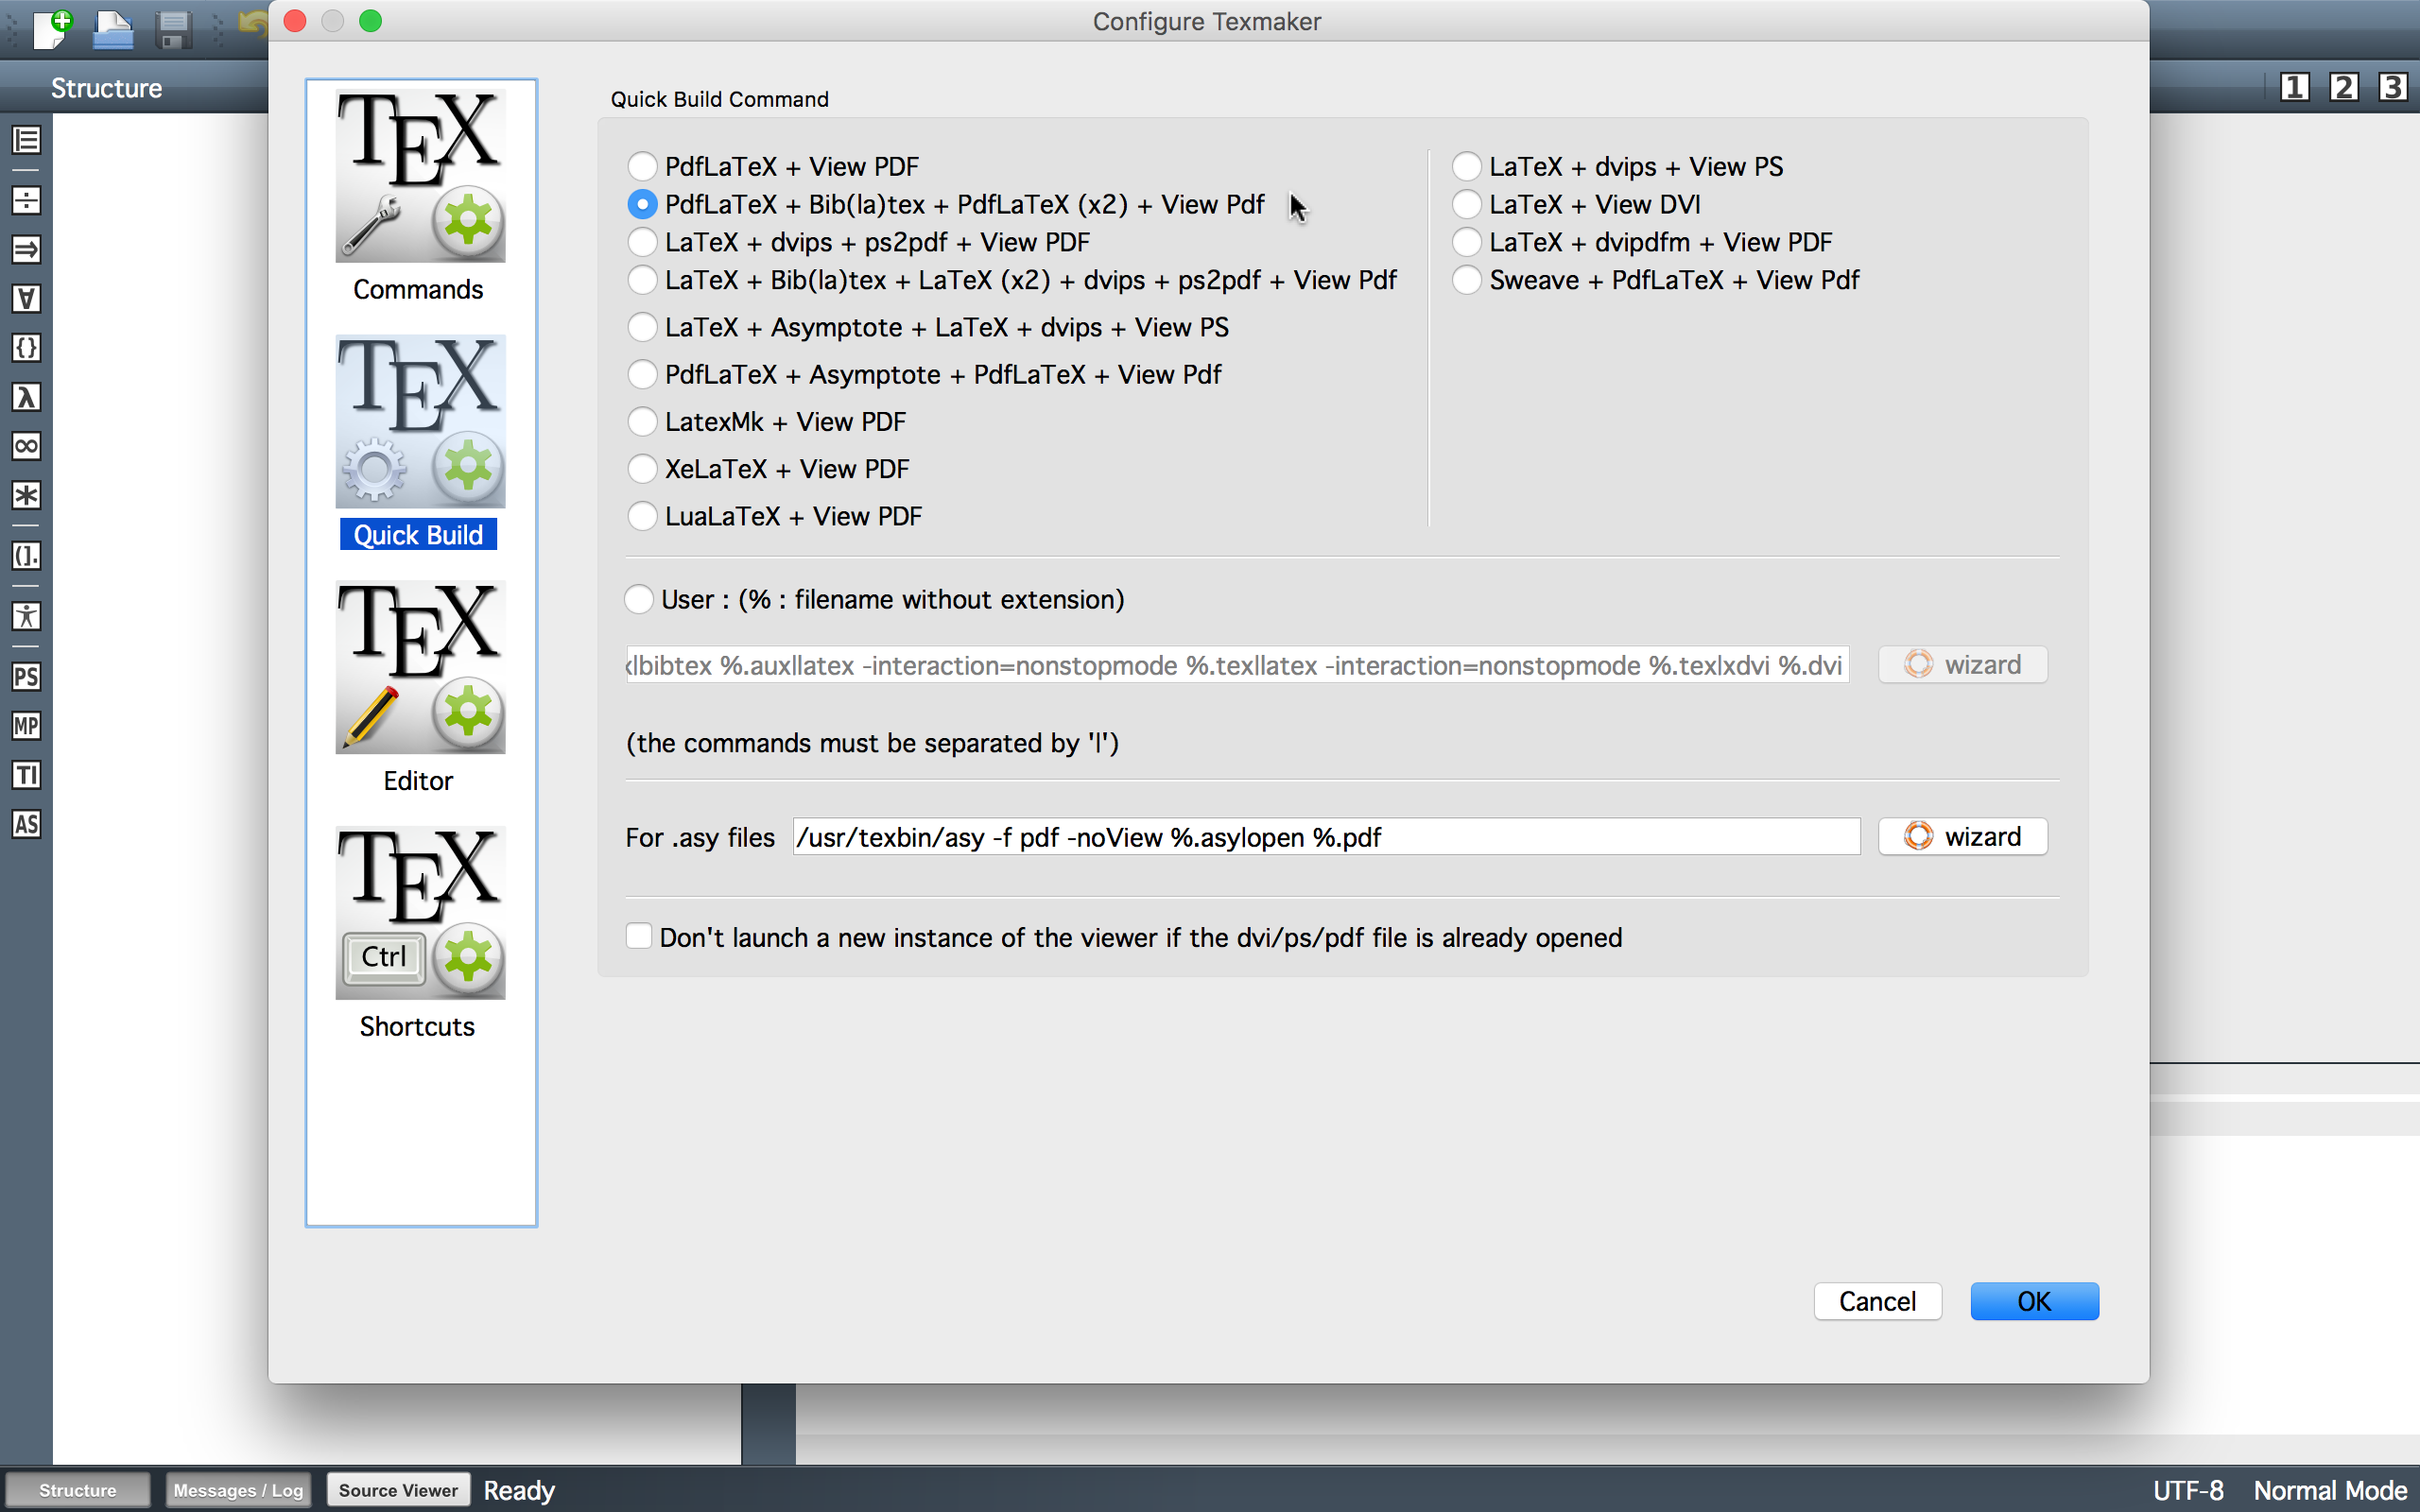 Configure Texmaker
Structure
1 2 3
TEX
Commands
TEX
Quick Build
TEX
Editor
TEX
Ctrl
Shortcuts
Quick Build Command
PdfLaTeX + View PDF
PdfLaTeX + Bib(la)tex + PdfLaTeX (x2) + View Pdf
LaTeX + dvips + ps2pdf + View PDF
LaTeX + Bib(la)tex + LaTeX (x2) + dvips + ps2pdf + View Pdf
LaTeX + Asymptote + LaTeX + dvips + View PS
PdfLaTeX + Asymptote + PdfLaTeX + View Pdf
LatexMk + View PDF
XeLaTeX + View PDF
LuaLaTeX + View PDF
LaTeX + dvips + View PS
LaTeX + View DVI
LaTeX + dvipdfm + View PDF
Sweave + PdfLaTeX + View Pdf
User : (% : filename without extension)
|bibtex %.aux|latex -interaction=nonstopmode %.tex|latex -interaction=nonstopmode %.tex|xdvi %.dvi
wizard
(the commands must be separated by '|')
For .asy files
/usr/texbin/asy -f pdf -noView %.asy|open %.pdf
wizard
Don't launch a new instance of the viewer if the dvi/ps/pdf file is already opened
Cancel
OK
÷
⇒
∀
{}
λ
∞
*
(].
PS
MP
TI
AS
Structure
Messages / Log
Source Viewer
Ready
UTF-8
Normal Mode